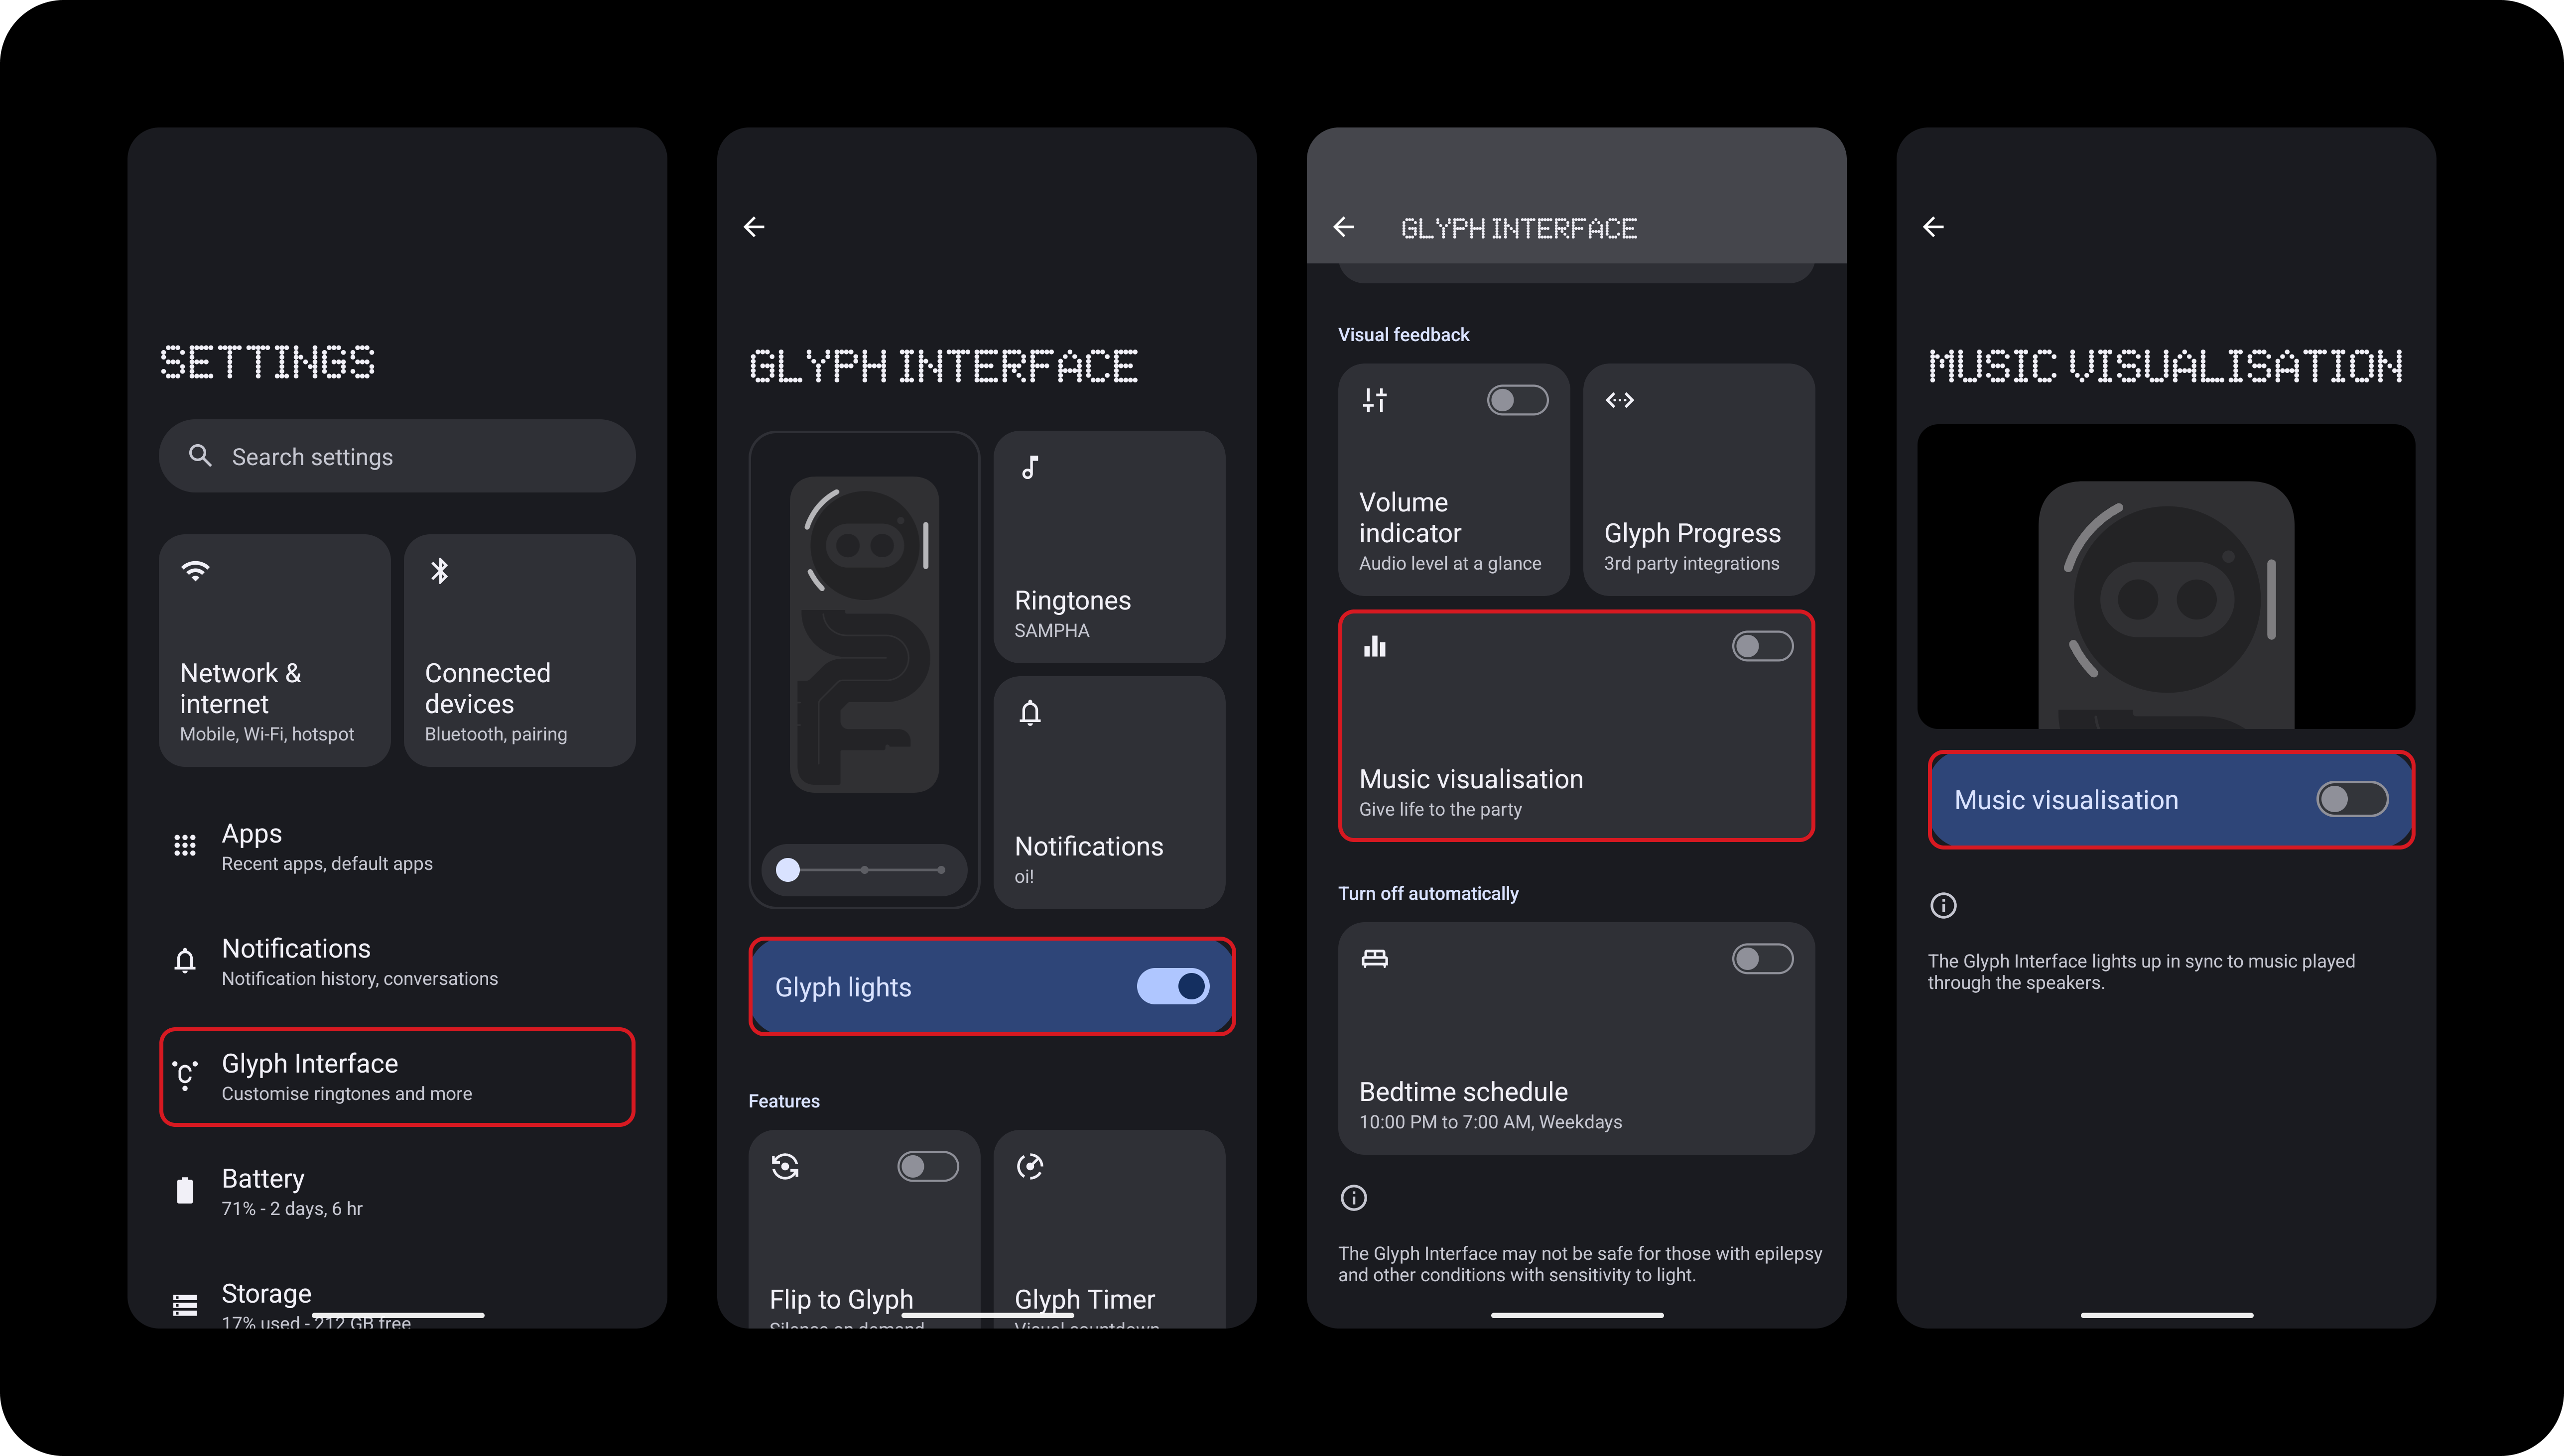 SETTINGS
Search settings
Network &
internet
Mobile, Wi-Fi, hotspot
Connected
devices
Bluetooth, pairing
Apps
Recent apps, default apps
Notifications
Notification history, conversations
Glyph Interface
Customise ringtones and more
Battery
71% - 2 days, 6 hr
Storage
17% used - 212 GB free
GLYPH INTERFACE
Ringtones
SAMPHA
Notifications
oi!
Glyph lights
Features
Flip to Glyph
Silence on demand
Glyph Timer
Visual countdown
GLYPH INTERFACE
Visual feedback
Volume
indicator
Audio level at a glance
Glyph Progress
3rd party integrations
Music visualisation
Give life to the party
Turn off automatically
Bedtime schedule
10:00 PM to 7:00 AM, Weekdays
The Glyph Interface may not be safe for those with epilepsy
and other conditions with sensitivity to light.
MUSIC VISUALISATION
Music visualisation
The Glyph Interface lights up in sync to music played
through the speakers.